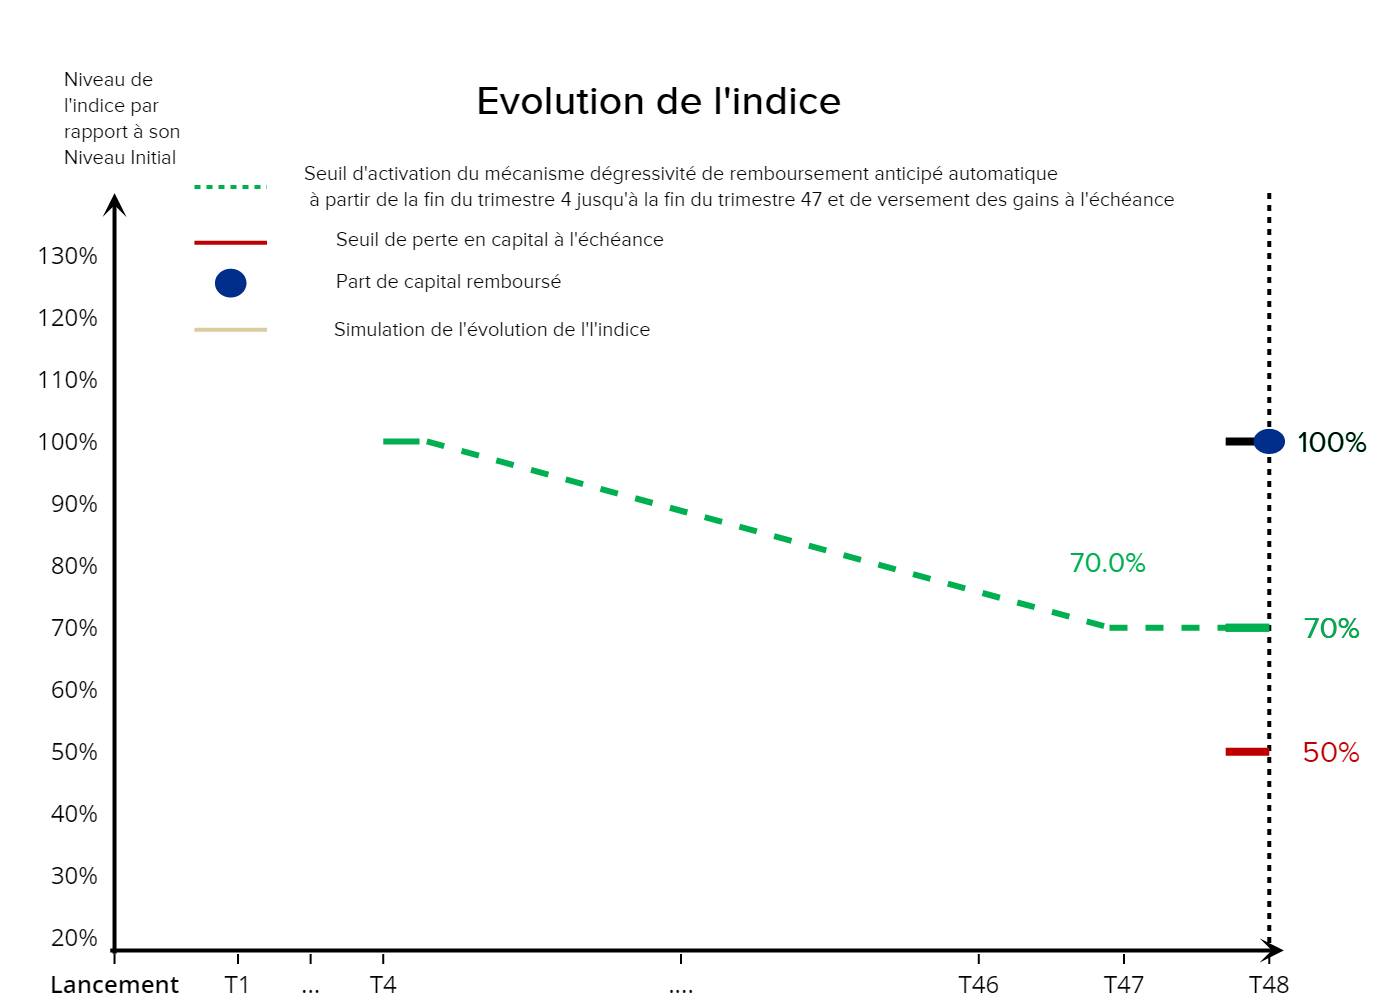 Niveau de
l'indice par
rapport à son
Niveau Initial
Evolution de l'indice
Seuil d'activation du mécanisme dégressivité de remboursement anticipé automatique
à partir de la fin du trimestre 4 jusqu'à la fin du trimestre 47 et de versement des gains à l'échéance
Seuil de perte en capital à l'échéance
Part de capital remboursé
Simulation de l'évolution de l'l'indice
130%
120%
110%
100%
90%
80%
70%
60%
50%
40%
30%
20%
70.0%
100%
70%
50%
Lancement
T1
...
T4
....
T46
T47
T48